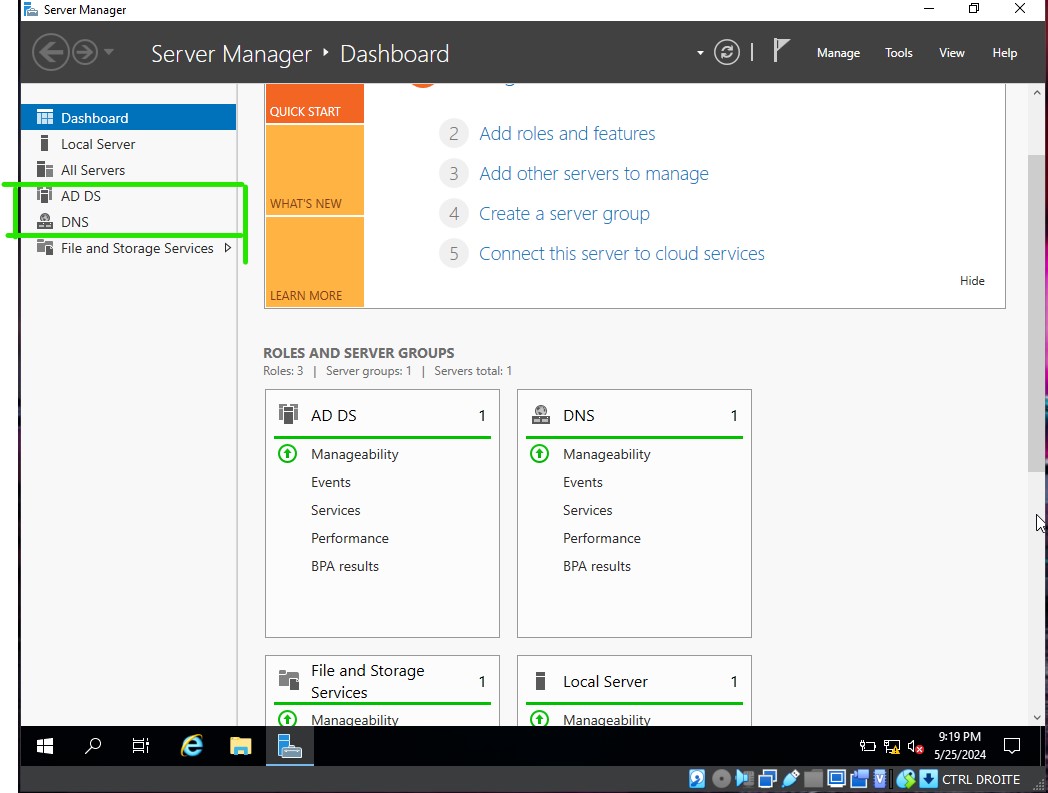 Server Manager
Server Manager ‣ Dashboard
Manage Tools View Help
Dashboard
Local Server
All Servers
AD DS
DNS
File and Storage Services
QUICK START
WHAT'S NEW
LEARN MORE
2 Add roles and features
3 Add other servers to manage
4 Create a server group
5 Connect this server to cloud services
Hide
ROLES AND SERVER GROUPS
Roles: 3 | Server groups: 1 | Servers total: 1
AD DS 1
Manageability
Events
Services
Performance
BPA results
DNS 1
Manageability
Events
Services
Performance
BPA results
File and Storage
Services 1
Manageability
Local Server 1
Manageability
9:19 PM
5/25/2024
CTRL DROITE